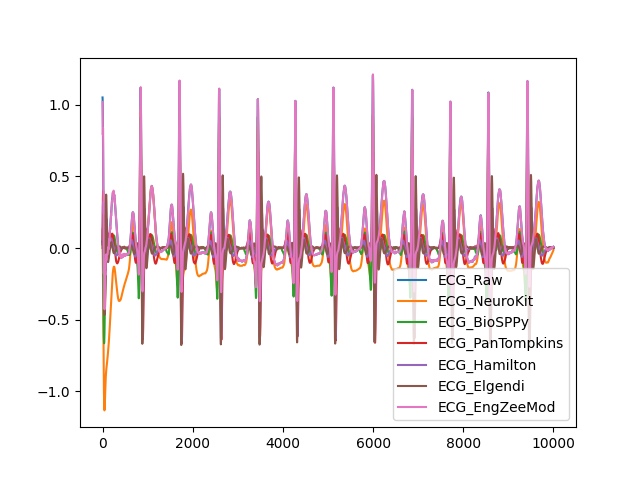 1.0
0.5
0.0
−0.5
−1.0
ECG_Raw
ECG_NeuroKit
ECG_BioSPPy
ECG_PanTompkins
ECG_Hamilton
ECG_Elgendi
ECG_EngZeeMod
0 2000 4000 6000 8000 10000